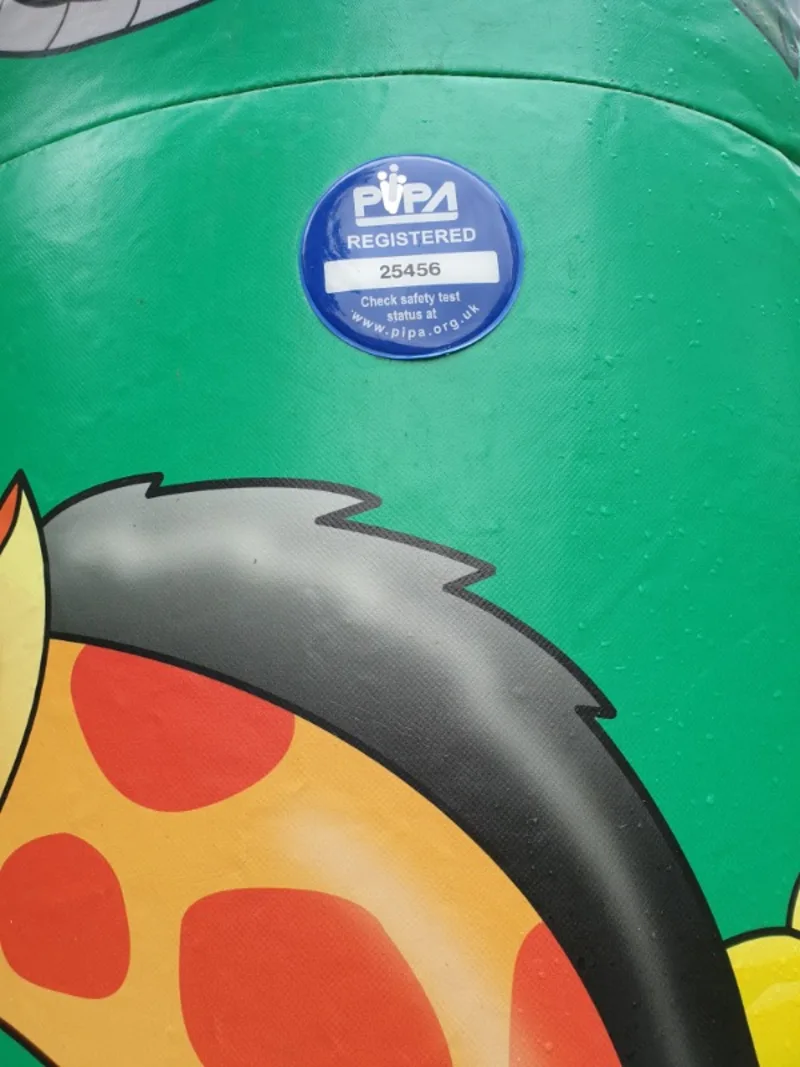 PiPA
REGISTERED
25456
Check safety test
status at
www.pipa.org.uk